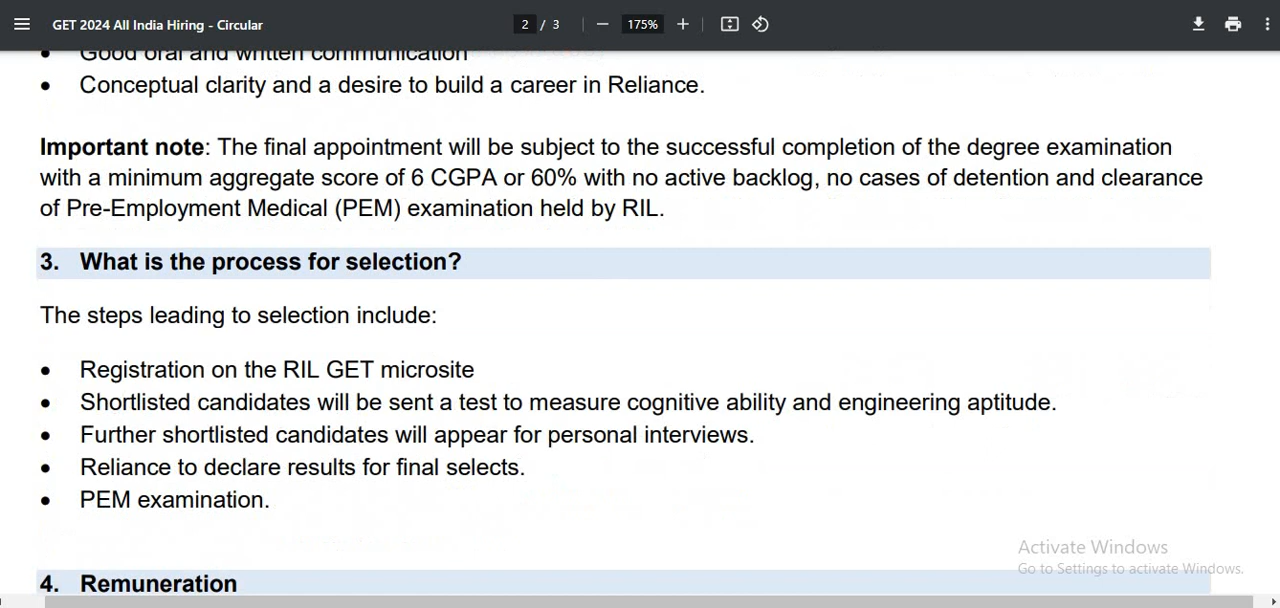 GET 2024 All India Hiring - Circular
2 / 3
175%
Good oral and written communication
Conceptual clarity and a desire to build a career in Reliance.
Important note: The final appointment will be subject to the successful completion of the degree examination
with a minimum aggregate score of 6 CGPA or 60% with no active backlog, no cases of detention and clearance
of Pre-Employment Medical (PEM) examination held by RIL.
3. What is the process for selection?
The steps leading to selection include:
Registration on the RIL GET microsite
Shortlisted candidates will be sent a test to measure cognitive ability and engineering aptitude.
Further shortlisted candidates will appear for personal interviews.
Reliance to declare results for final selects.
PEM examination.
Activate Windows
Go to Settings to activate Windows.
4. Remuneration